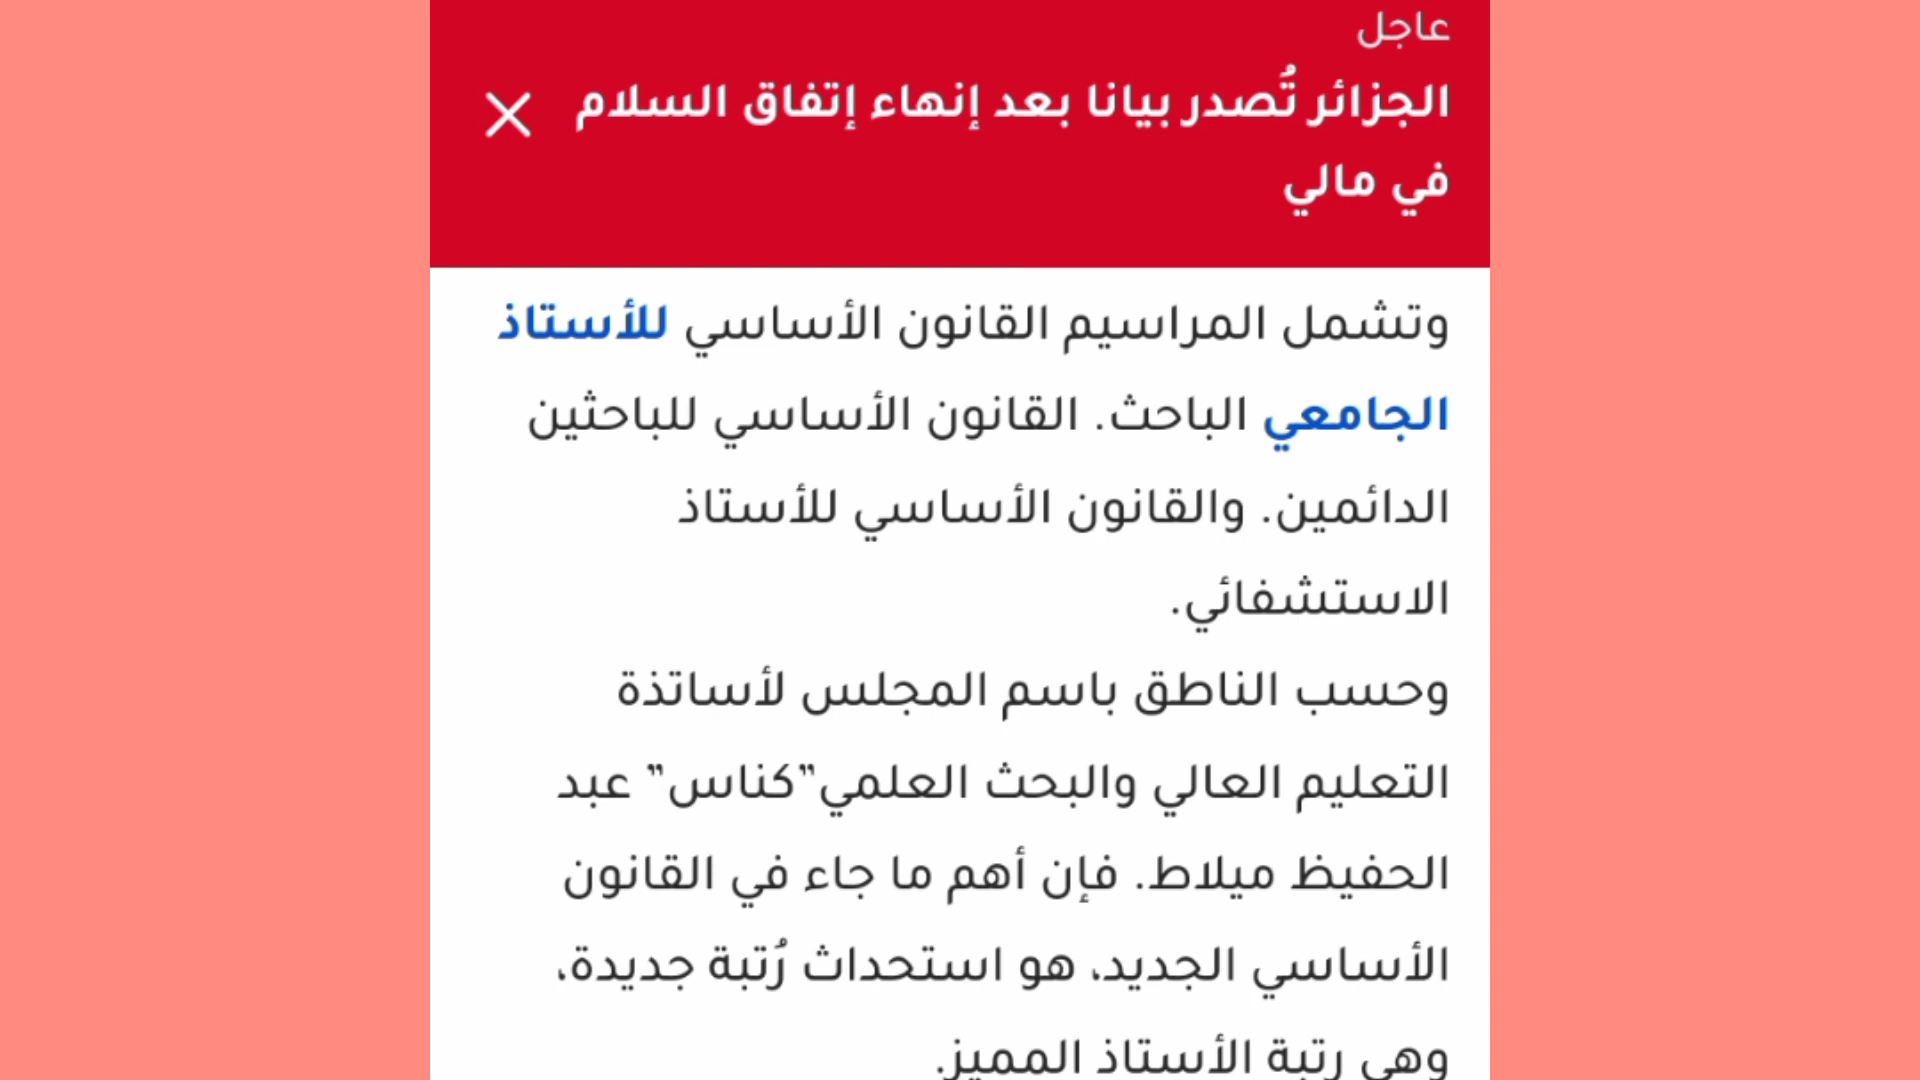 عاجل
الجزائر تُصدر بيانا بعد إنهاء إتفاق السلام
في مالي
وتشمل المراسيم القانون الأساسي للأستاذ
الجامعي الباحث. القانون الأساسي للباحثين
الدائمين. والقانون الأساسي للأستاذ
الاستشفائي.
وحسب الناطق باسم المجلس لأساتذة
التعليم العالي والبحث العلمي”كناس” عبد
الحفيظ ميلاط. فإن أهم ما جاء في القانون
الأساسي الجديد، هو استحداث رُتبة جديدة،
وهي رتبة الأستاذ المميز.